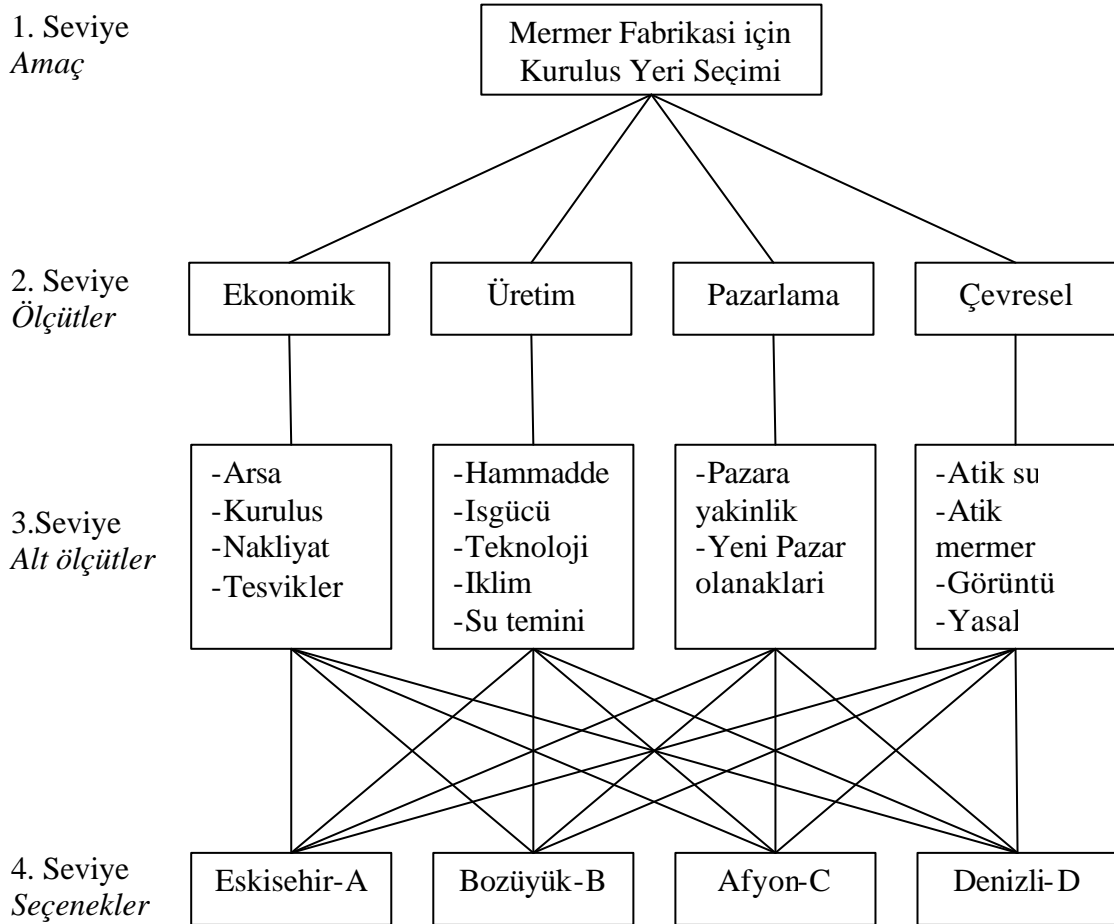 1. Seviye
Amaç
Mermer Fabrikasi için
Kurulus Yeri Seçimi
2. Seviye
Ölçütler
Ekonomik
Üretim
Pazarlama
Çevresel
3.Seviye
Alt ölçütler
-Arsa
-Kurulus
-Nakliyat
-Tesvikler
-Hammadde
-Isgücü
-Teknoloji
-Iklim
-Su temini
-Pazara
yakinlik
-Yeni Pazar
olanaklari
-Atik su
-Atik
mermer
-Görüntü
-Yasal
4. Seviye
Seçenekler
Eskisehir-A
Bozüyük-B
Afyon-C
Denizli-D